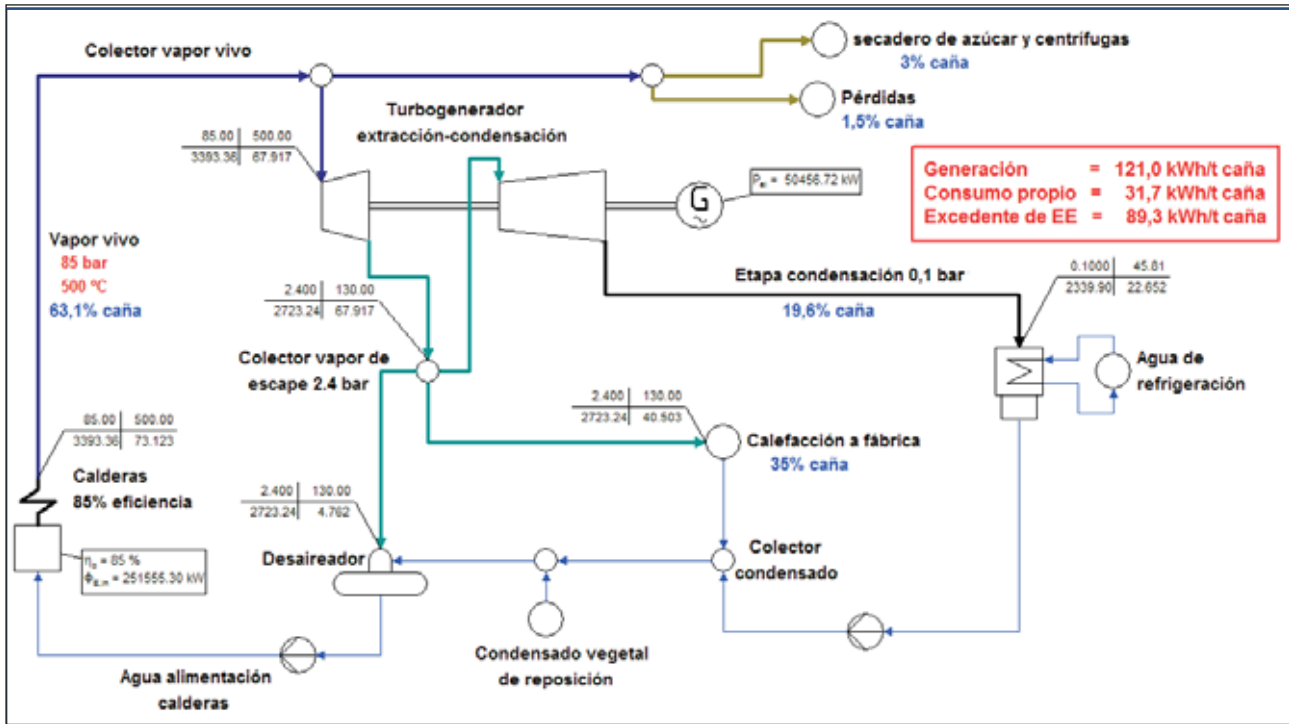 Colector vapor vivo
secadero de azúcar y centrífugas
3% caña
Pérdidas
1,5% caña
Turbogenerador
extracción-condensación
85.00 500.00
3393.36 67.917
P = 50456.72 kW
G
~
Generación = 121,0 kWh/t caña
Consumo propio = 31,7 kWh/t caña
Excedente de EE = 89,3 kWh/t caña
Vapor vivo
85 bar
500 ºC
63,1% caña
2.400 130.00
2723.24 67.917
Etapa condensación 0,1 bar
19,6% caña
0.1000 45.81
2339.90 22.652
Colector vapor de
escape 2.4 bar
Agua de
refrigeración
85.00 500.00
3393.36 73.123
2.400 130.00
2723.24 40.503
Calefacción a fábrica
35% caña
Calderas
85% eficiencia
2.400 130.00
2723.24 4.762
η = 85 %
Φ = 251555.30 kW
Desaireador
Colector
condensado
Condensado vegetal
de reposición
Agua alimentación
calderas